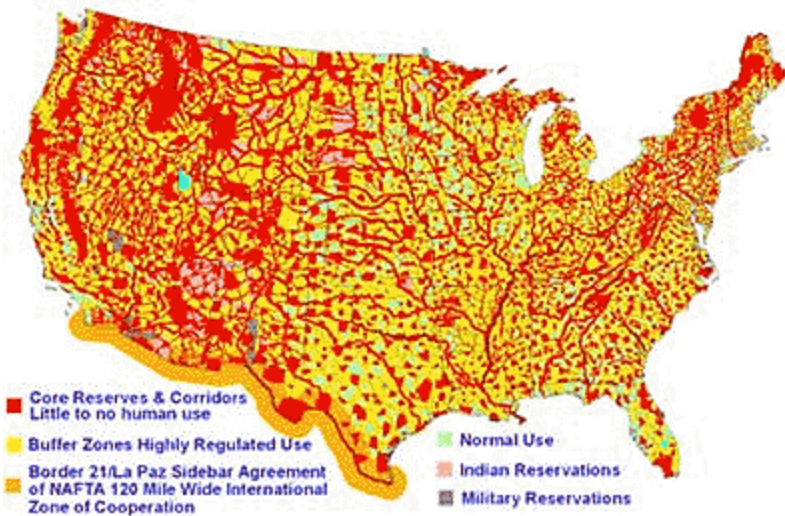 Core Reserves & Corridors
Little to no human use
Buffer Zones Highly Regulated Use
Border 21/La Paz Sidebar Agreement
of NAFTA 120 Mile Wide International
Zone of Cooperation
Normal Use
Indian Reservations
Military Reservations